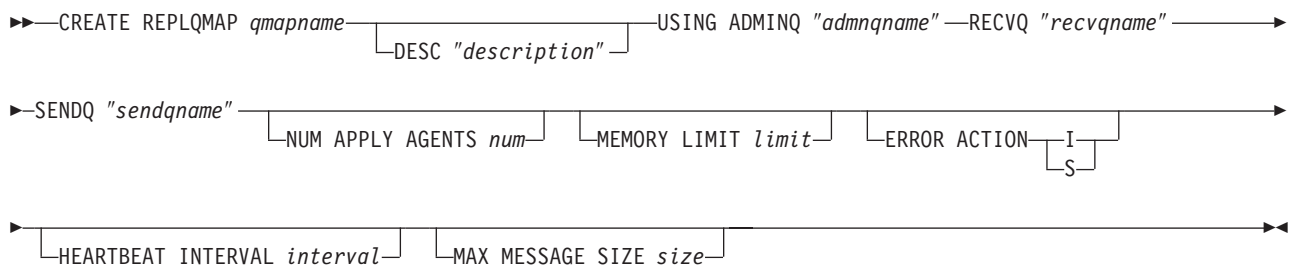 CREATE REPLQMAP qmapname USING ADMINQ "admnqname" RECVQ "recvqname"
DESC "description"
SENDQ "sendqname"
NUM APPLY AGENTS num MEMORY LIMIT limit ERROR ACTION I
S
HEARTBEAT INTERVAL interval MAX MESSAGE SIZE size